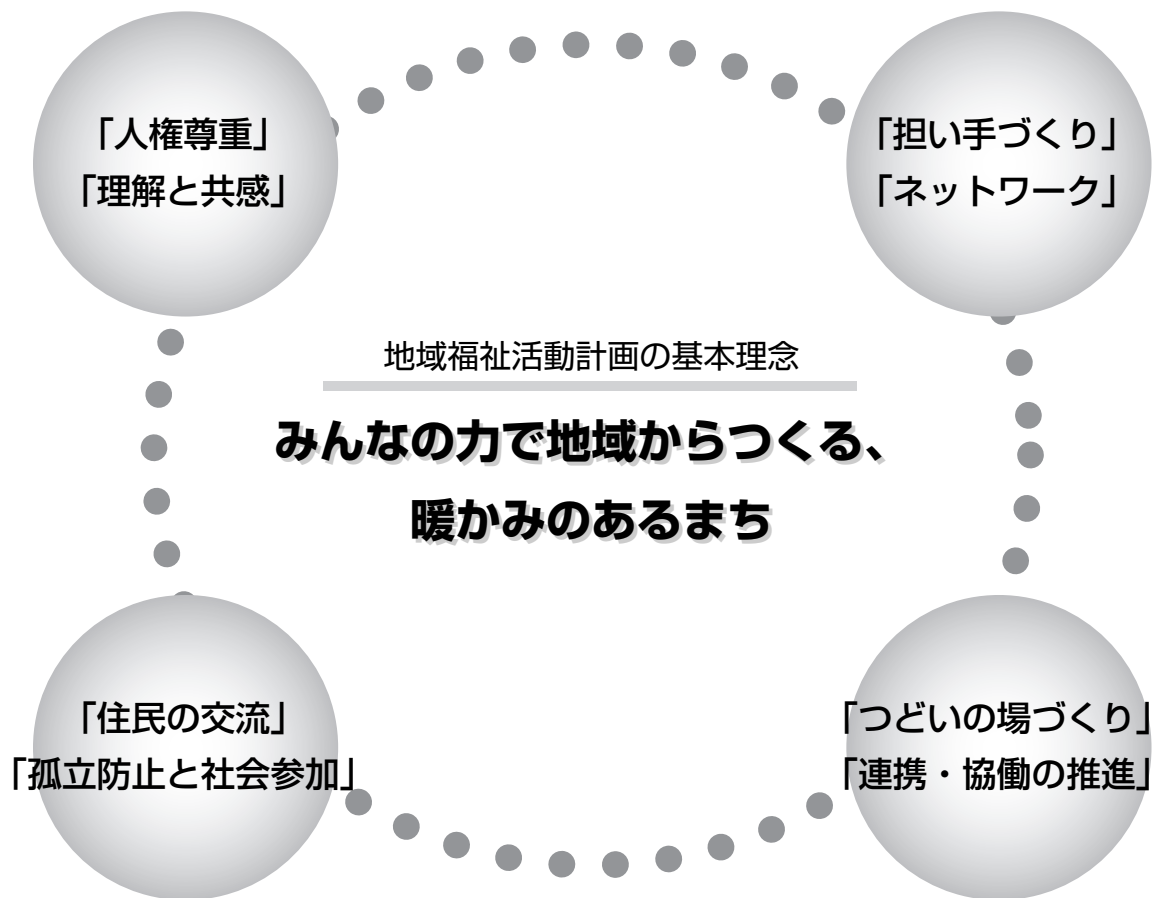 「人権尊重」
「理解と共感」
「担い手づくり」
「ネットワーク」
地域福祉活動計画の基本理念
みんなの力で地域からつくる、
暖かみのあるまち
「住民の交流」
「孤立防止と社会参加」
「つどいの場づくり」
「連携・協働の推進」